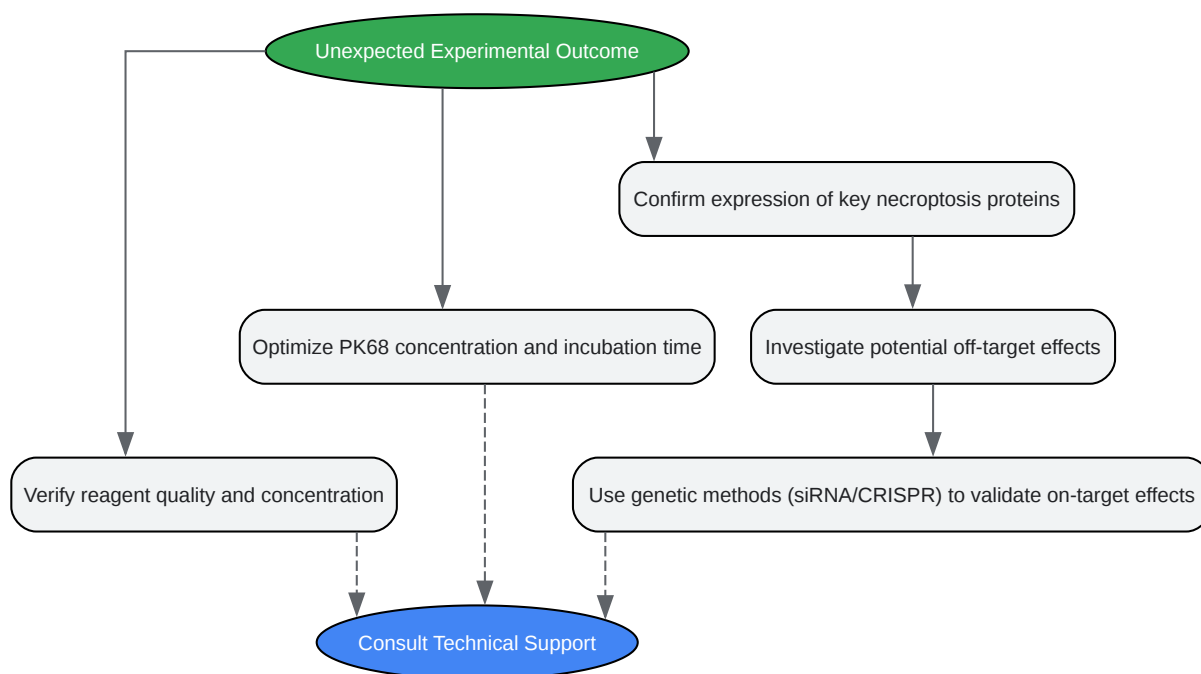 Unexpected Experimental Outcome
Confirm expression of key necroptosis proteins
Optimize PK68 concentration and incubation time
Investigate potential off-target effects
Verify reagent quality and concentration
Use genetic methods (siRNA/CRISPR) to validate on-target effects
Consult Technical Support